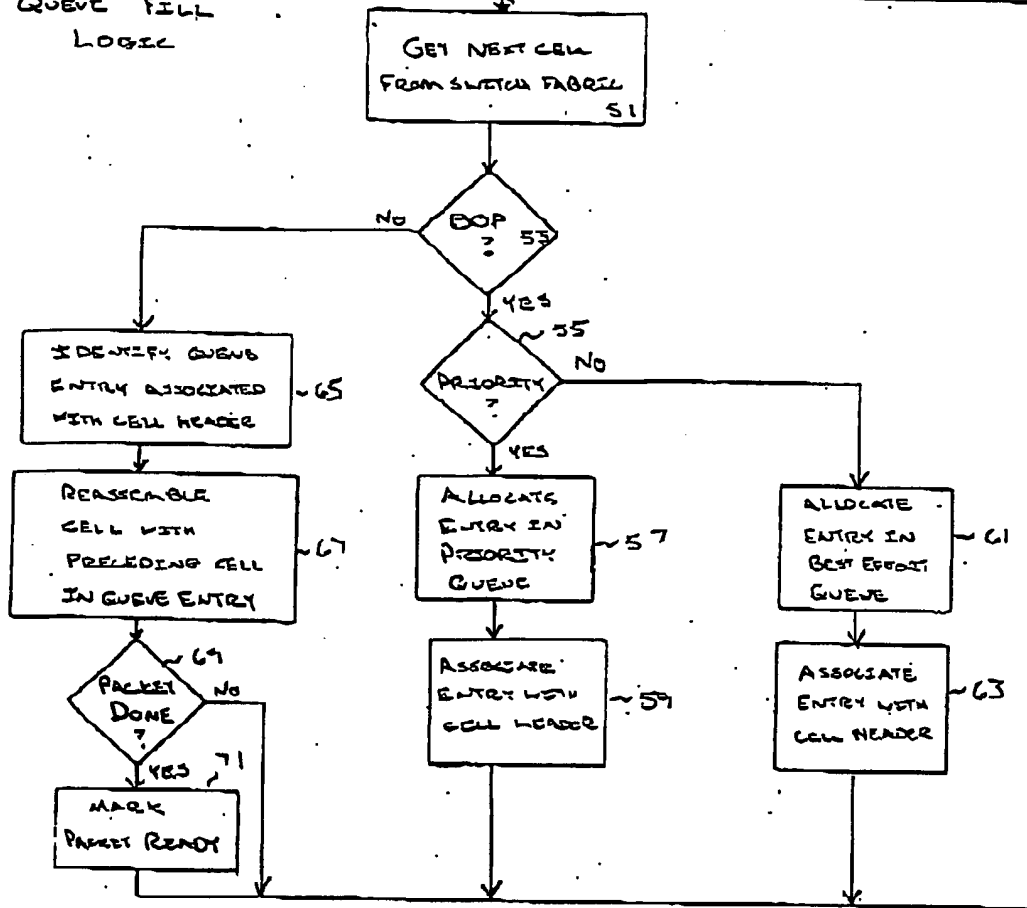 QUEUE FILL
LOGIC
GET NEXT CELL
FROM SWITCH FABRIC
51
BOP
?
53
NO
YES
55
PRIORITY
?
NO
YES
IDENTIFY QUEUE
ENTRY ASSOCIATED
WITH CELL HEADER
65
REASSEMBLE
CELL WITH
PRECEDING CELL
IN QUEUE ENTRY
67
69
PACKET
DONE
?
NO
YES
71
MARK
PACKET READY
ALLOCATE
ENTRY IN
PRIORITY
QUEUE
57
ASSOCIATE
ENTRY WITH
CELL HEADER
59
ALLOCATE
ENTRY IN
BEST EFFORT
QUEUE
61
ASSOCIATE
ENTRY WITH
CELL HEADER
63